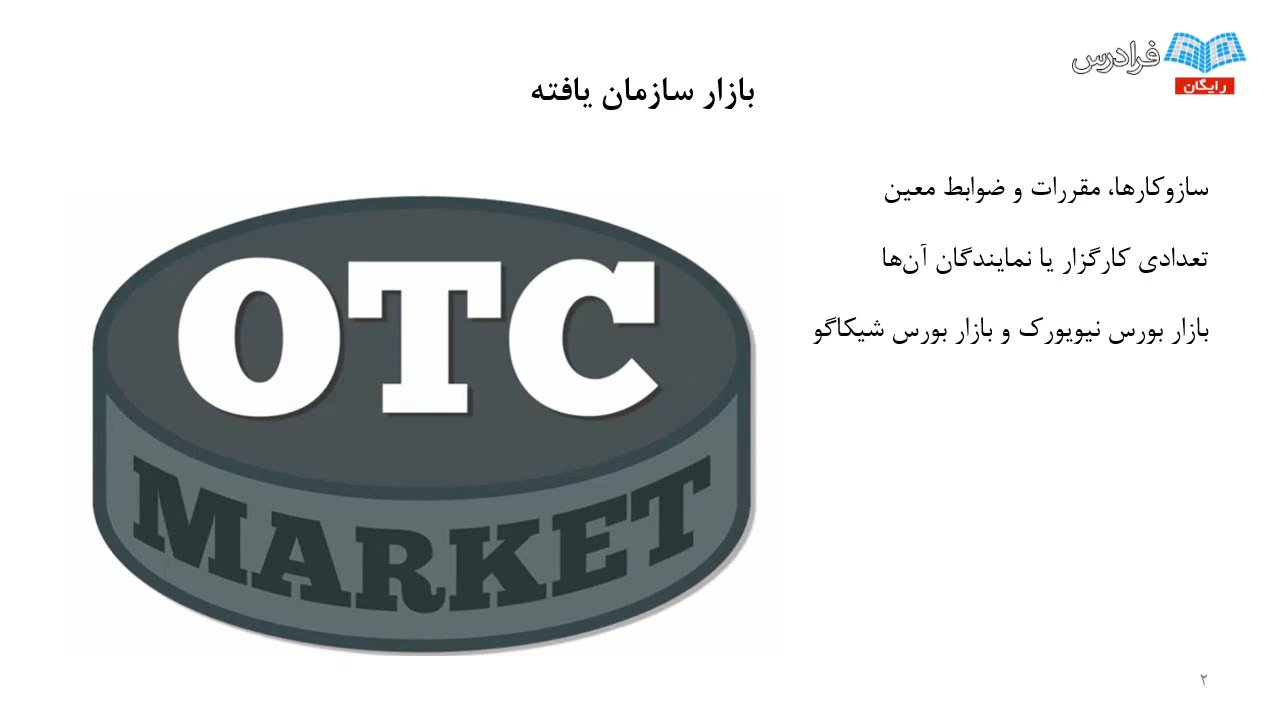 فرادرس
رایگان
بازار سازمان یافته
سازوکارها، مقررات و ضوابط معین
تعدادی کارگزار یا نمایندگان آن‌ها
بازار بورس نیویورک و بازار بورس شیکاگو
OTC
MARKET
۲